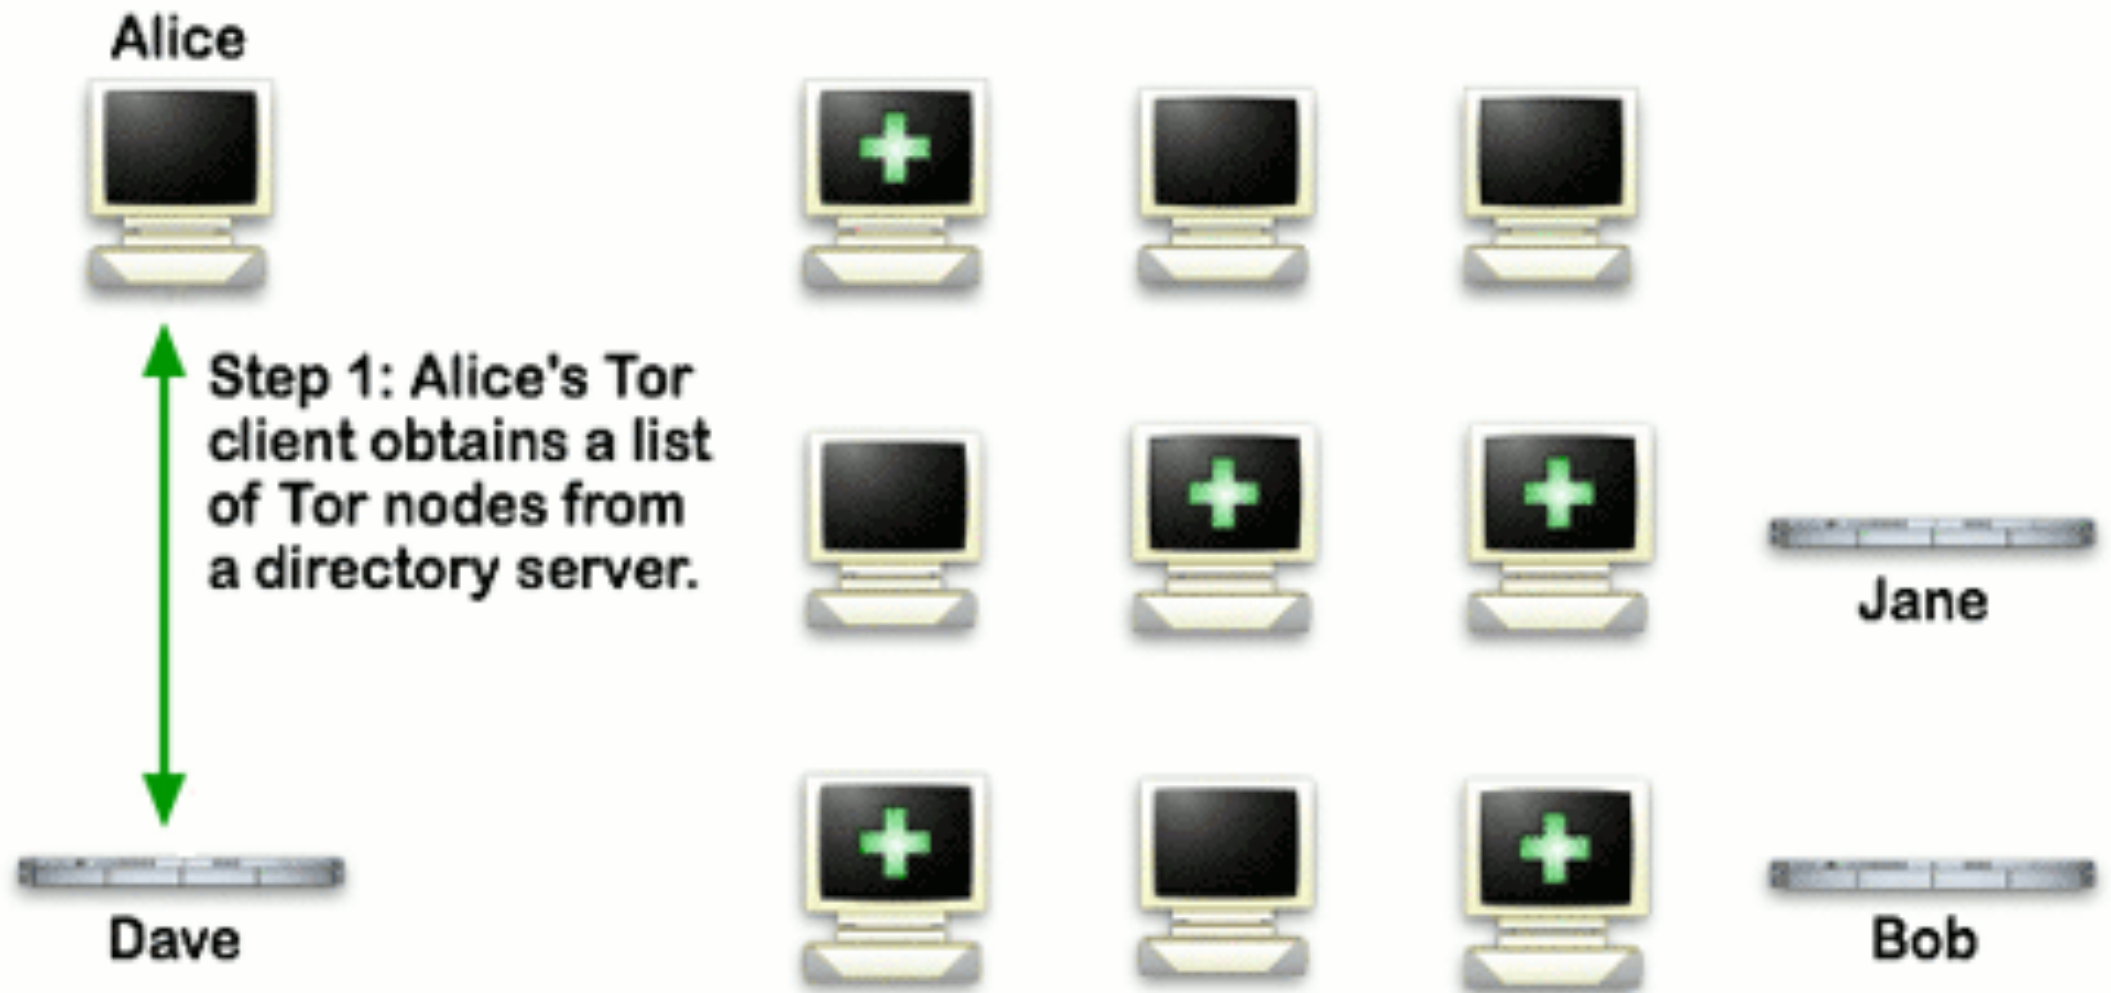 Alice
Step 1: Alice's Tor
client obtains a list
of Tor nodes from
a directory server.
Jane
Dave
Bob